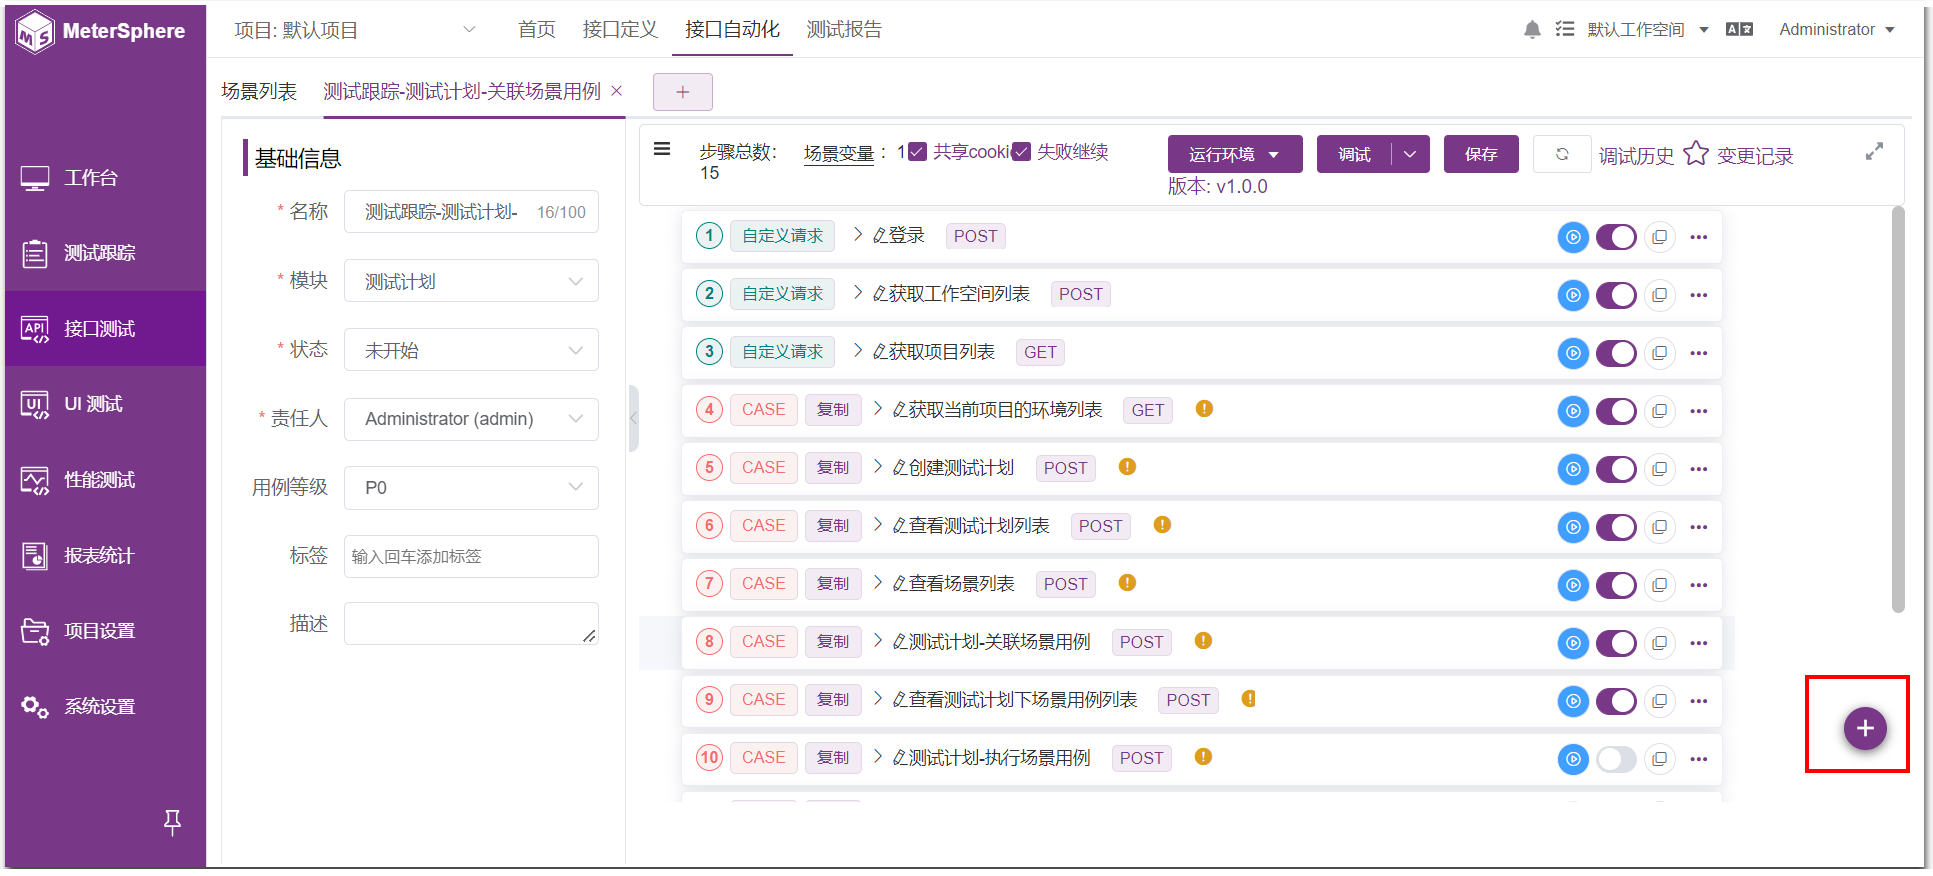 MeterSphere
项目: 默认项目
首页
接口定义
接口自动化
测试报告
默认工作空间
Administrator
工作台
测试跟踪
接口测试
UI 测试
性能测试
报表统计
项目设置
系统设置
场景列表
测试跟踪-测试计划-关联场景用例
基础信息
* 名称
测试跟踪-测试计划-
16/100
* 模块
测试计划
* 状态
未开始
* 责任人
Administrator (admin)
用例等级
P0
标签
输入回车添加标签
描述
步骤总数:
15
场景变量 : 1
共享cooki
失败继续
运行环境
调试
保存
调试历史
变更记录
版本: v1.0.0
1 自定义请求 登录 POST
2 自定义请求 获取工作空间列表 POST
3 自定义请求 获取项目列表 GET
4 CASE 复制 获取当前项目的环境列表 GET
5 CASE 复制 创建测试计划 POST
6 CASE 复制 查看测试计划列表 POST
7 CASE 复制 查看场景列表 POST
8 CASE 复制 测试计划-关联场景用例 POST
9 CASE 复制 查看测试计划下场景用例列表 POST
10 CASE 复制 测试计划-执行场景用例 POST